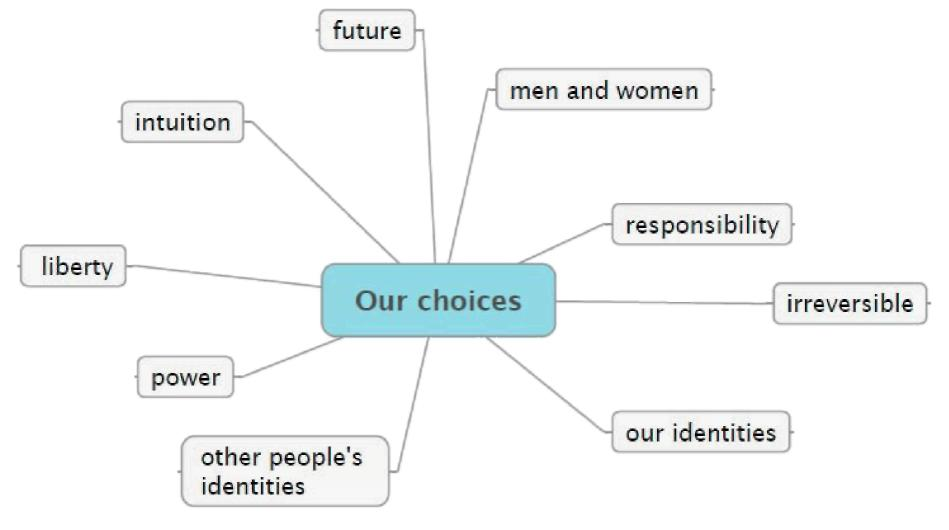 future
men and women
intuition
responsibility
liberty
Our choices
irreversible
power
our identities
other people's
identities